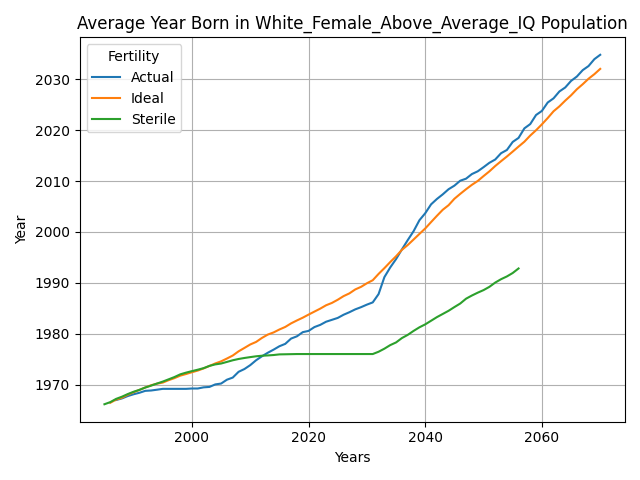 Average Year Born in White_Female_Above_Average_IQ Population
Fertility
Actual
Ideal
Sterile
2030
2020
2010
2000
1990
1980
1970
Year
2000
2020
2040
2060
Years